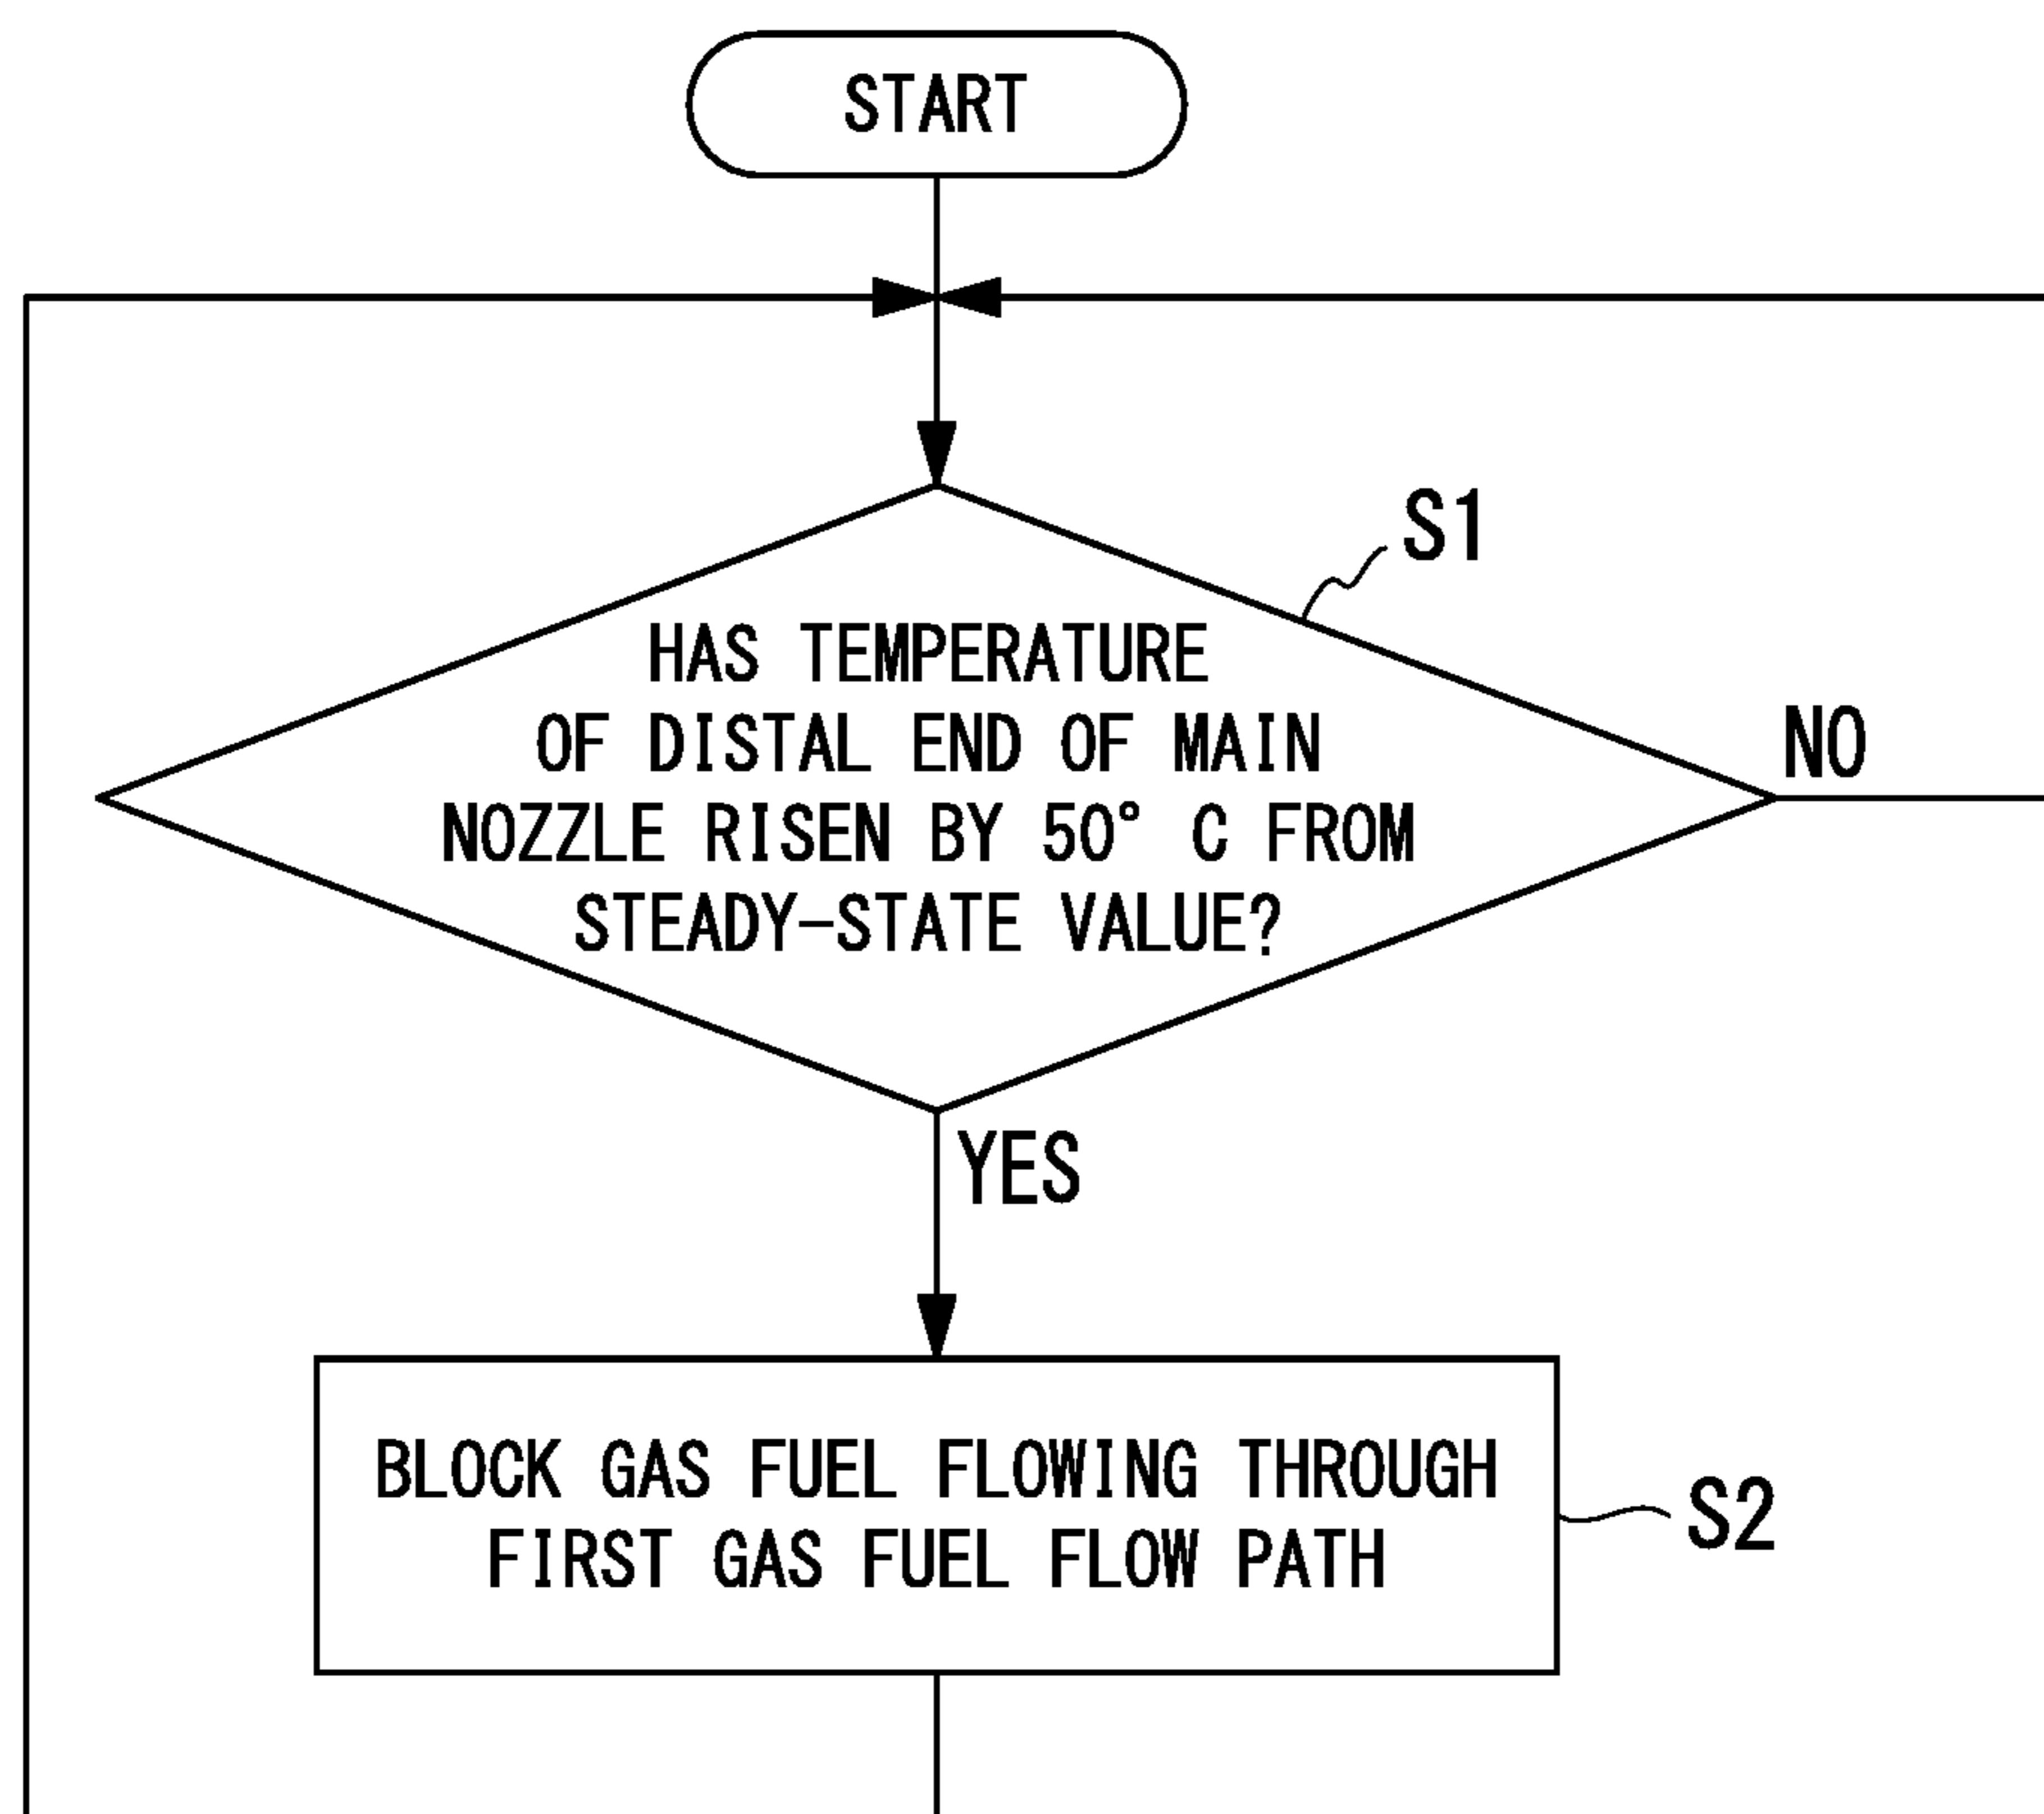 START
S1
HAS TEMPERATURE
OF DISTAL END OF MAIN
NOZZLE RISEN BY 50° C FROM
STEADY-STATE VALUE?
NO
YES
BLOCK GAS FUEL FLOWING THROUGH
FIRST GAS FUEL FLOW PATH
S2